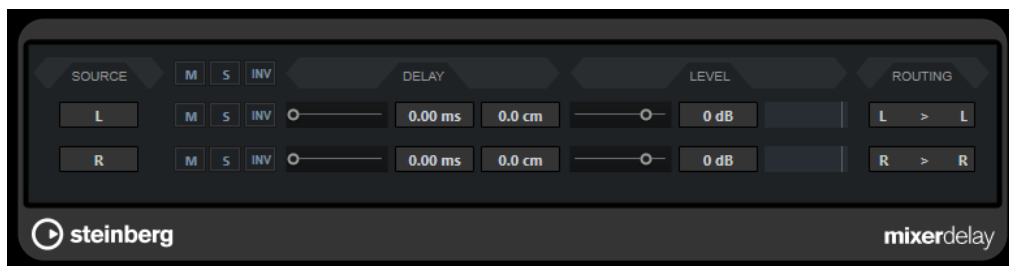 SOURCE M S INV DELAY LEVEL ROUTING
L M S INV 0.00 ms 0.0 cm 0 dB L > L
R M S INV 0.00 ms 0.0 cm 0 dB R > R
steinberg mixerdelay